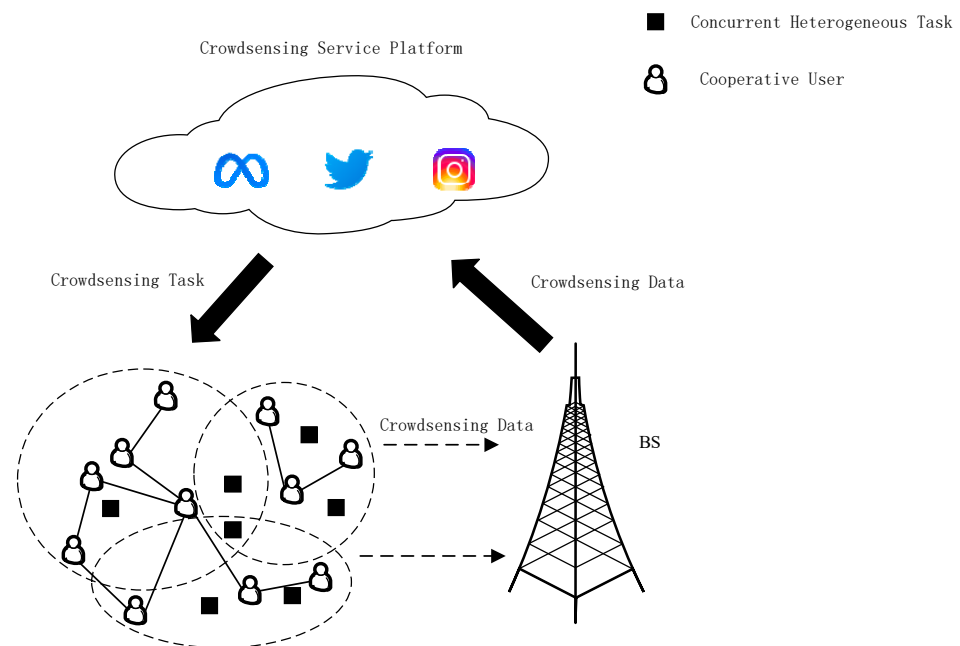 Concurrent Heterogeneous Task
Crowdsensing Service Platform
Cooperative User
Crowdsensing Task
Crowdsensing Data
Crowdsensing Data
BS